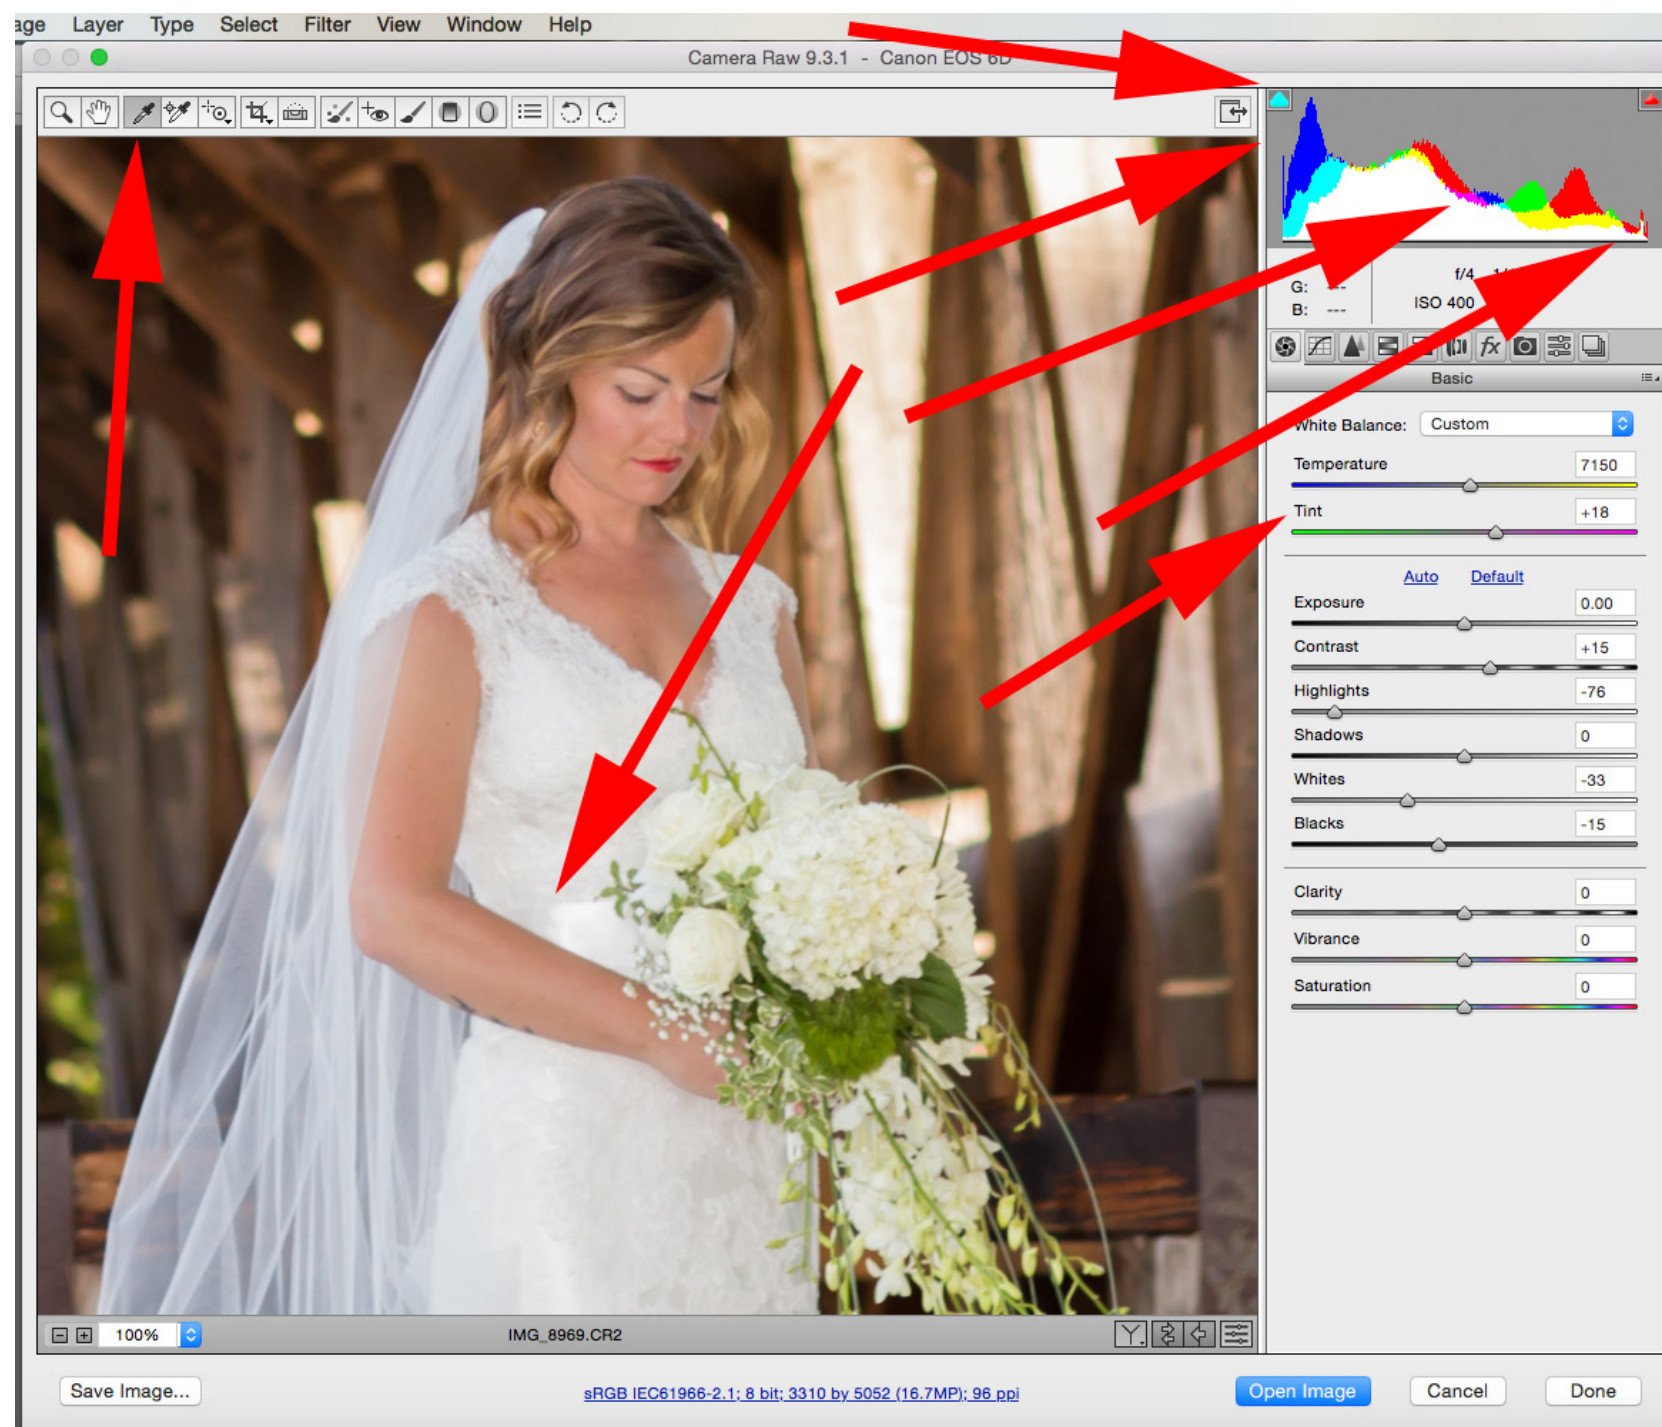 age Layer Type Select Filter View Window Help
Camera Raw 9.3.1 - Canon EOS 6D
f/4
G: ---
ISO 400
B: ---
fx
Basic
White Balance: Custom
Temperature 7150
Tint +18
Auto Default
Exposure 0.00
Contrast +15
Highlights -76
Shadows 0
Whites -33
Blacks -15
Clarity 0
Vibrance 0
Saturation 0
100% IMG_8969.CR2
Save Image... sRGB IEC61966-2.1; 8 bit; 3310 by 5052 (16.7MP); 96 ppi Open Image Cancel Done